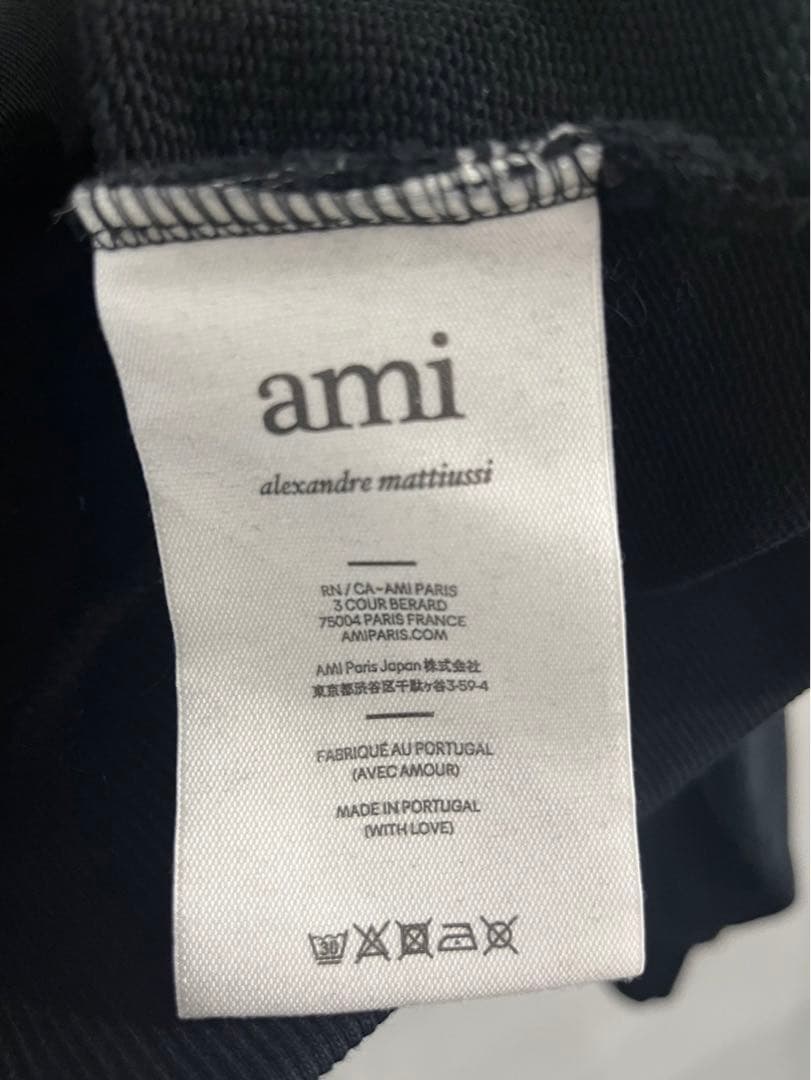 ami
alexandre mattiussi
RN / CA-AMI PARIS
3 COUR BERARD
75004 PARIS FRANCE
AMIPARIS.COM
AMI Paris Japan 株式会社
東京都渋谷区千駄ヶ谷3-59-4
FABRIQUÉ AU PORTUGAL
(AVEC AMOUR)
MADE IN PORTUGAL
(WITH LOVE)
30